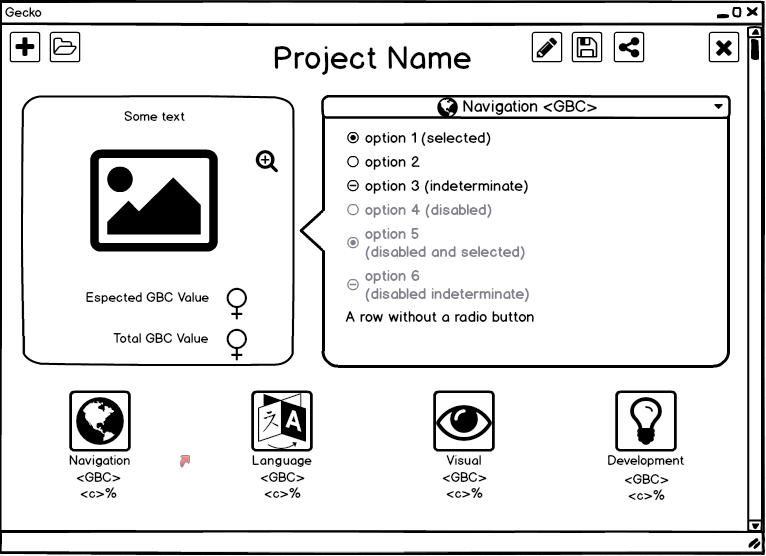 Gecko
Project Name
Some text
Espected GBC Value
Total GBC Value
Navigation <GBC>
option 1 (selected)
option 2
option 3 (indeterminate)
option 4 (disabled)
option 5
(disabled and selected)
option 6
(disabled indeterminate)
A row without a radio button
Navigation
<GBC>
<c>%
Language
<GBC>
<c>%
Visual
<GBC>
<c>%
Development
<GBC>
<c>%